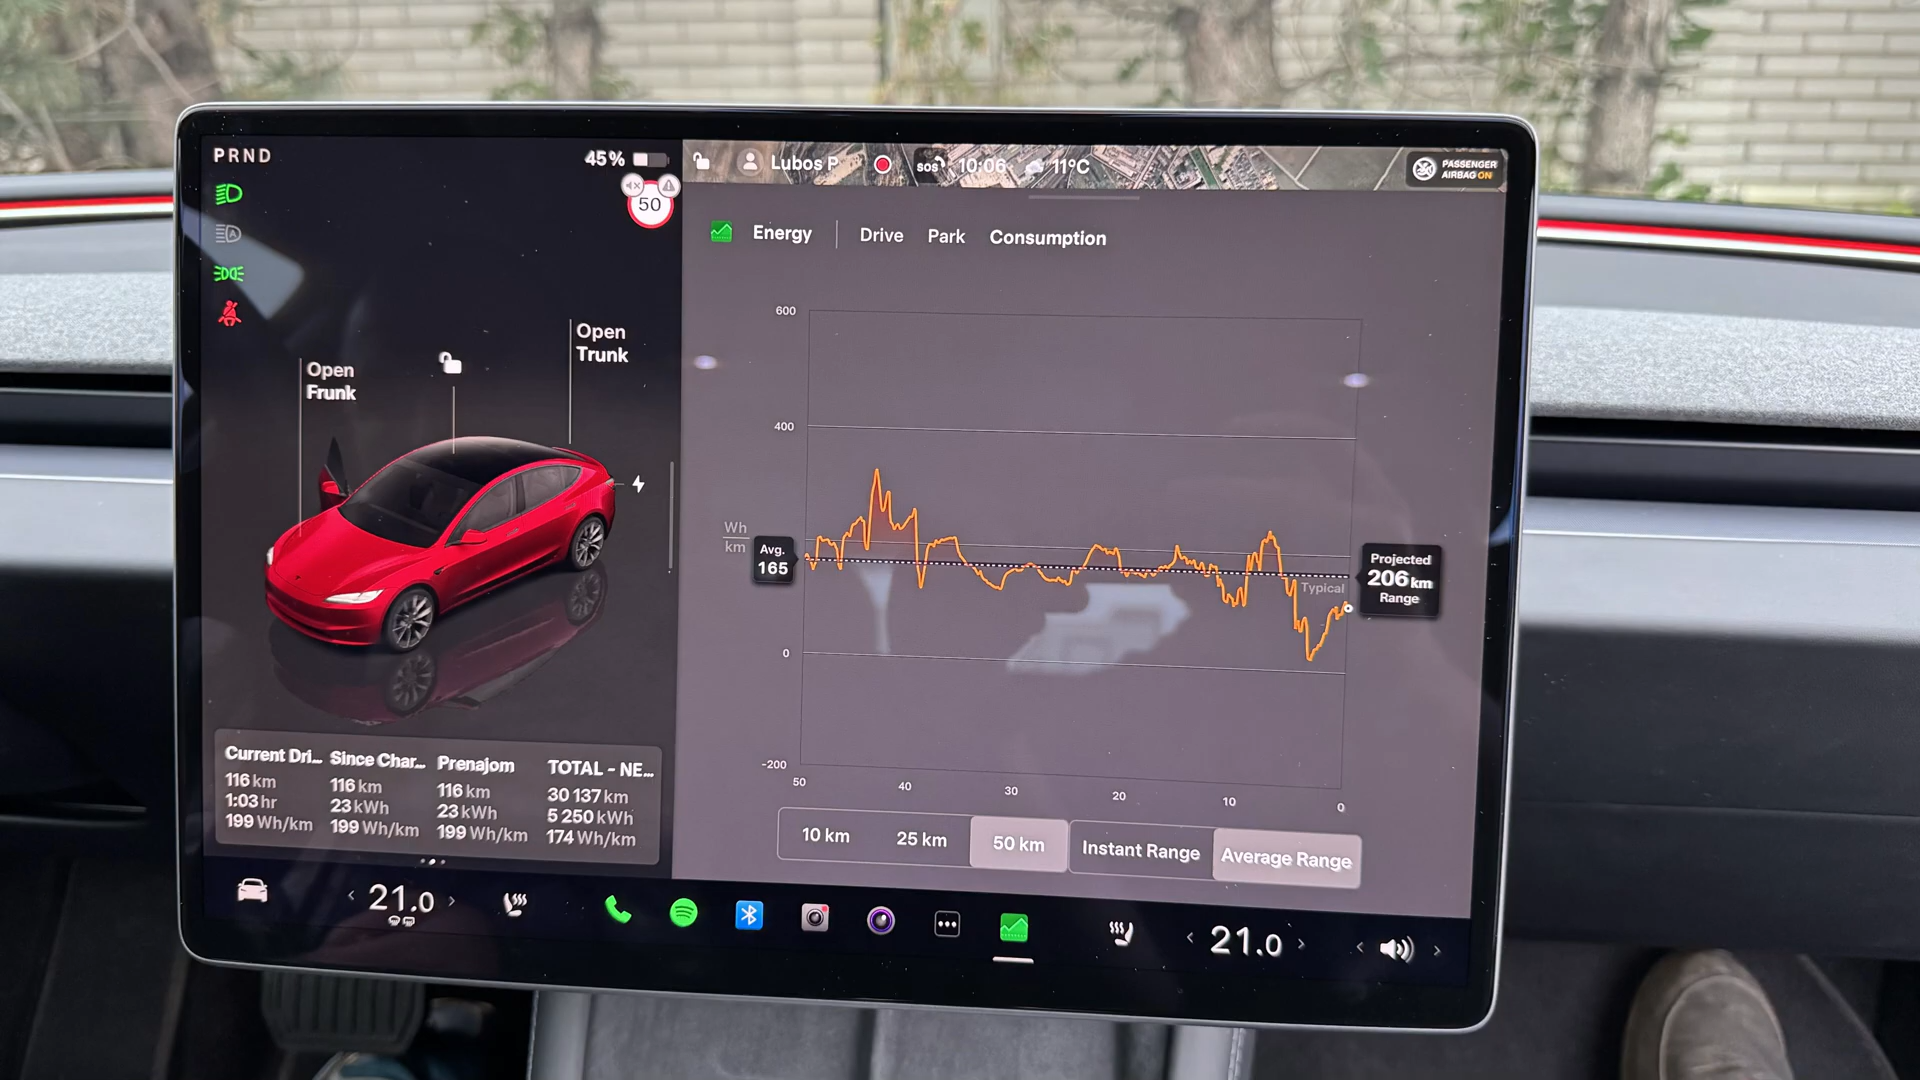 PRND
45%
50
Lubos P
sos
10:06
11°C
PASSENGER
AIRBAG ON
Energy
Drive
Park
Consumption
Open
Frunk
Open
Trunk
600
400
0
-200
Wh
km
Avg.
165
Typical
Projected
206 km
Range
50
40
30
20
10
0
10 km
25 km
50 km
Instant Range
Average Range
Current Dri...
116 km
1:03 hr
199 Wh/km
Since Char...
116 km
23 kWh
199 Wh/km
Prenajom
116 km
23 kWh
199 Wh/km
TOTAL - NE...
30 137 km
5 250 kWh
174 Wh/km
21.0
21.0